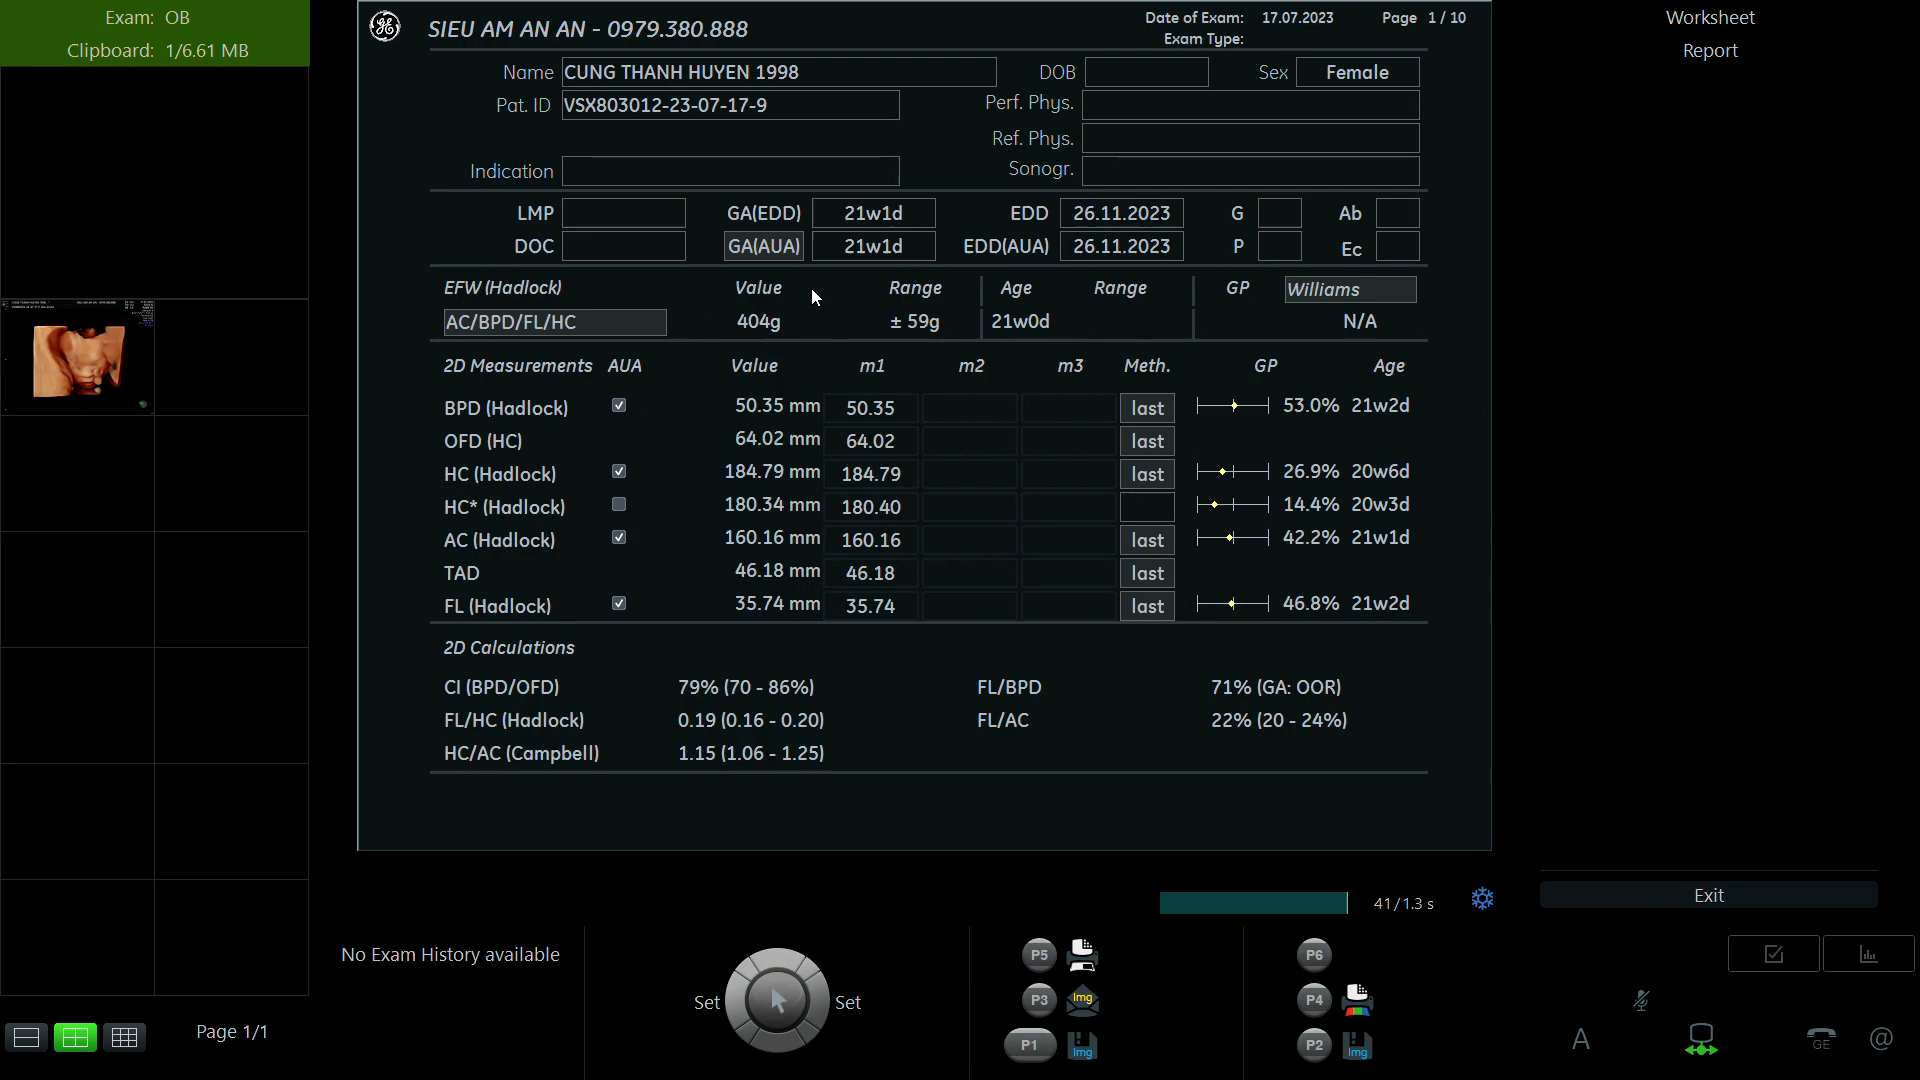 Exam: OB
Clipboard: 1/6.61 MB
SIEU AM AN AN - 0979.380.888
Date of Exam: 17.07.2023 Page 1 / 10
Exam Type:
Worksheet
Report
Name CUNG THANH HUYEN 1998 DOB Sex Female
Pat. ID VSX803012-23-07-17-9 Perf. Phys.
Ref. Phys.
Indication Sonogr.
LMP GA(EDD) 21w1d EDD 26.11.2023 G Ab
DOC GA(AUA) 21w1d EDD(AUA) 26.11.2023 P Ec
EFW (Hadlock) Value Range Age Range GP Williams
AC/BPD/FL/HC 404g ± 59g 21w0d N/A
2D Measurements AUA Value m1 m2 m3 Meth. GP Age
BPD (Hadlock) 50.35 mm 50.35 last 53.0% 21w2d
OFD (HC) 64.02 mm 64.02 last
HC (Hadlock) 184.79 mm 184.79 last 26.9% 20w6d
HC* (Hadlock) 180.34 mm 180.40 14.4% 20w3d
AC (Hadlock) 160.16 mm 160.16 last 42.2% 21w1d
TAD 46.18 mm 46.18 last
FL (Hadlock) 35.74 mm 35.74 last 46.8% 21w2d
2D Calculations
CI (BPD/OFD) 79% (70 - 86%) FL/BPD 71% (GA: OOR)
FL/HC (Hadlock) 0.19 (0.16 - 0.20) FL/AC 22% (20 - 24%)
HC/AC (Campbell) 1.15 (1.06 - 1.25)
41/1.3 s
Exit
No Exam History available
Set Set
P5 P6
P3 Img P4
P1 Img P2 Img
Page 1/1
A GE @